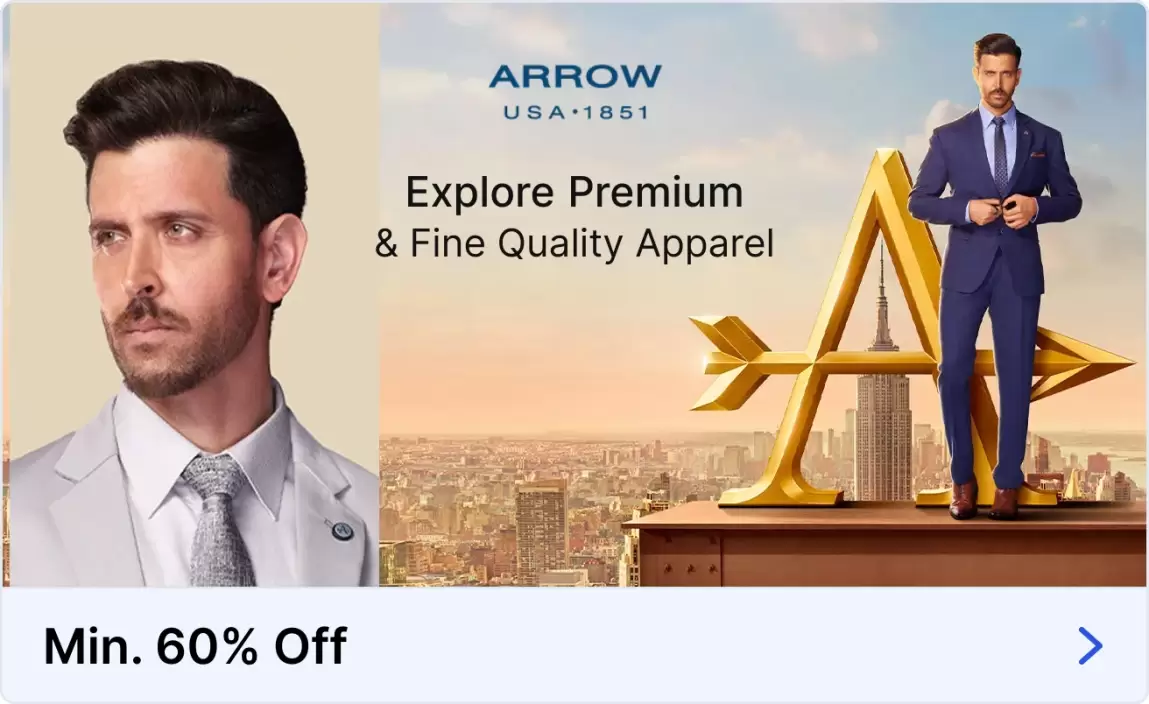 ARROW
USA•1851
Explore Premium
& Fine Quality Apparel
Min. 60% Off